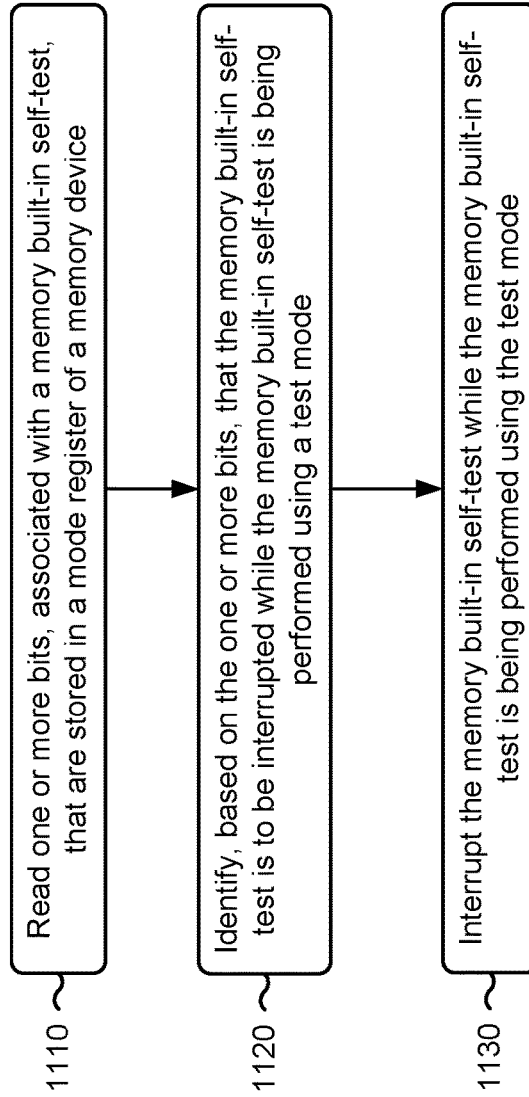 1110
Read one or more bits, associated with a memory built-in self-test,
that are stored in a mode register of a memory device
1120
Identify, based on the one or more bits, that the memory built-in self-
test is to be interrupted while the memory built-in self-test is being
performed using a test mode
1130
Interrupt the memory built-in self-test while the memory built-in self-
test is being performed using the test mode